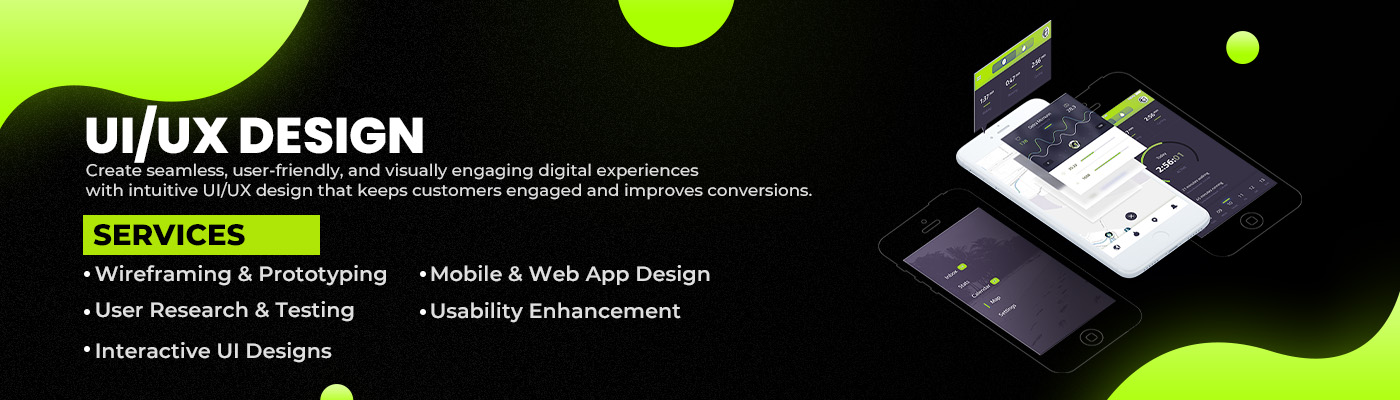 UI/UX DESIGN
Create seamless, user-friendly, and visually engaging digital experiences
with intuitive UI/UX design that keeps customers engaged and improves conversions.
SERVICES
• Wireframing & Prototyping
• Mobile & Web App Design
• User Research & Testing
• Usability Enhancement
• Interactive UI Designs
Inbox
Stats
Calendar
Map
Settings
Today
2:56:01